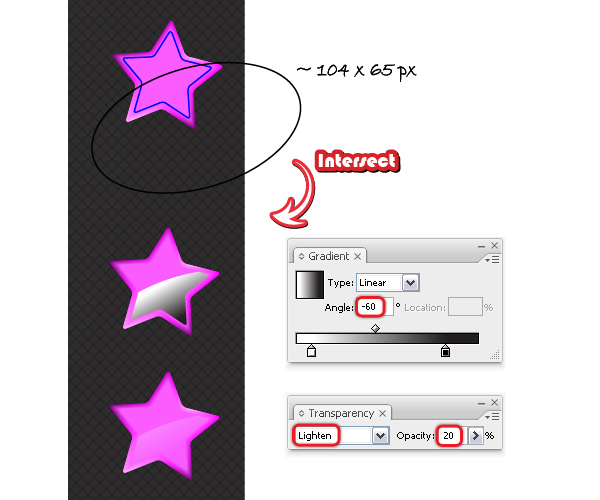 ~ 104 x 65 px
Intersect
Gradient
Type: Linear
Angle: -60 ° Location: %
Transparency
Lighten Opacity: 20 %